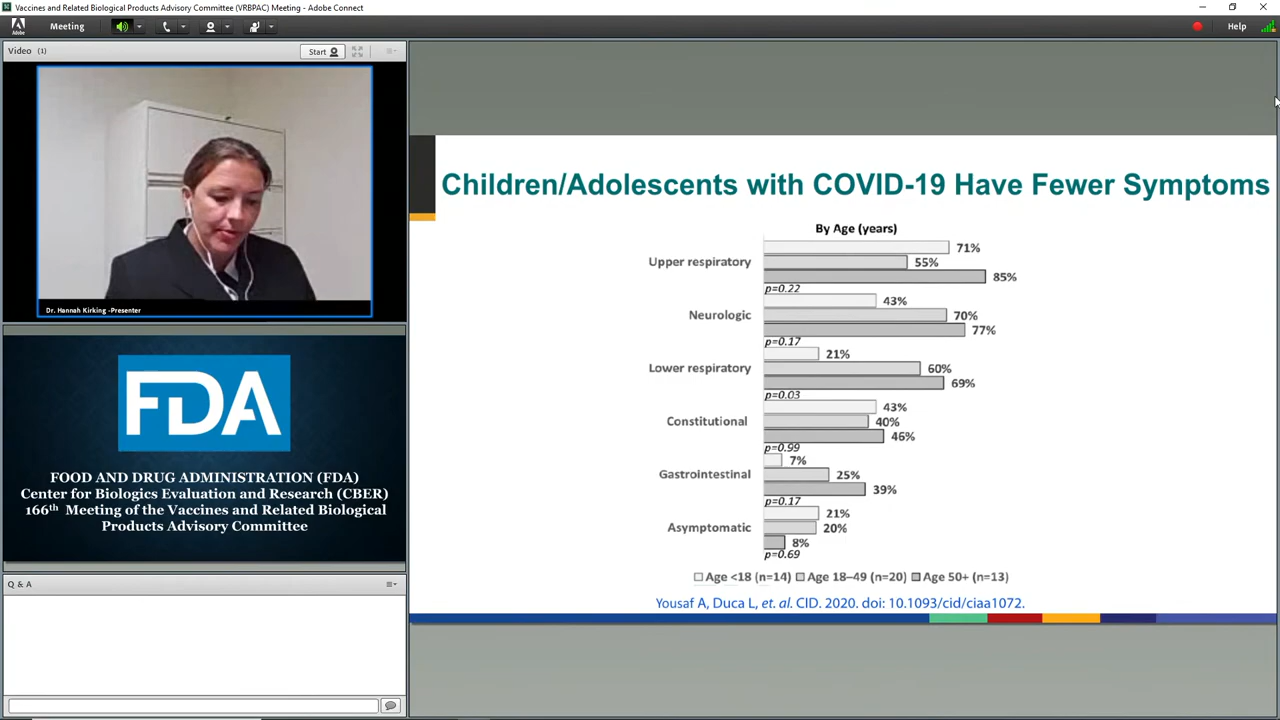 Vaccines and Related Biological Products Advisory Committee (VRBPAC) Meeting - Adobe Connect
Adobe
Meeting
Help
Video (1)
Start
Dr. Hannah Kirking -Presenter
FDA
FOOD AND DRUG ADMINISTRATION (FDA)
Center for Biologics Evaluation and Research (CBER)
166th Meeting of the Vaccines and Related Biological
Products Advisory Committee
Q & A
Children/Adolescents with COVID-19 Have Fewer Symptoms
By Age (years)
Upper respiratory
71%
55%
85%
p=0.22
Neurologic
43%
70%
77%
p=0.17
Lower respiratory
21%
60%
69%
p=0.03
Constitutional
43%
40%
46%
p=0.99
Gastrointestinal
7%
25%
39%
p=0.17
Asymptomatic
21%
20%
8%
p=0.69
Age <18 (n=14) Age 18–49 (n=20) Age 50+ (n=13)
Yousaf A, Duca L, et. al. CID. 2020. doi: 10.1093/cid/ciaa1072.